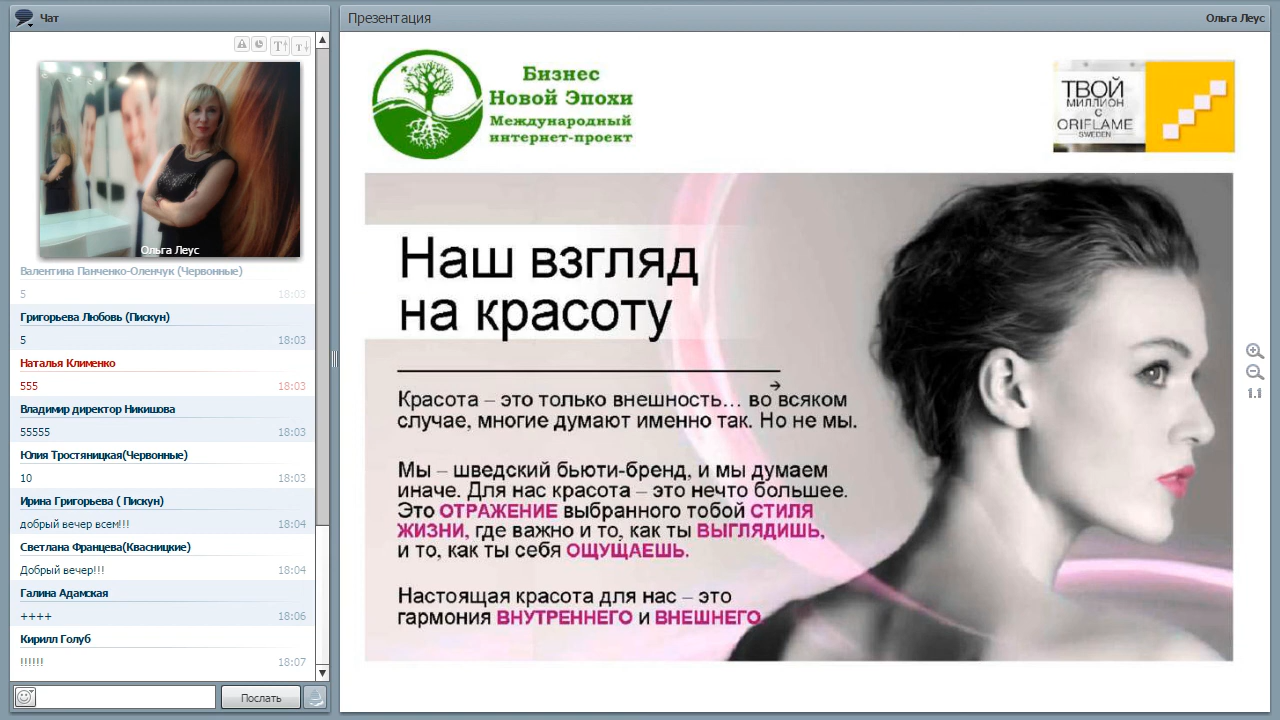 Чат
Ольга Леус
Валентина Панченко-Оленчук (Червонные)
5 18:03
Григорьева Любовь (Пискун)
5 18:03
Наталья Клименко
555 18:03
Владимир директор Никишова
55555 18:03
Юлия Тростяницкая(Червонные)
10 18:03
Ирина Григорьева ( Пискун)
добрый вечер всем!!! 18:04
Светлана Францева(Квасницкие)
Добрый вечер!!! 18:04
Галина Адамская
++++ 18:06
Кирилл Голуб
!!!!!! 18:07
Послать
Презентация
Ольга Леус
Бизнес
Новой Эпохи
Международный
интернет-проект
ТВОЙ
МИЛЛИОН
С
ORIFLAME
SWEDEN
Наш взгляд
на красоту
Красота – это только внешность… во всяком
случае, многие думают именно так. Но не мы.
Мы – шведский бьюти-бренд, и мы думаем
иначе. Для нас красота – это нечто большее.
Это ОТРАЖЕНИЕ выбранного тобой СТИЛЯ
ЖИЗНИ, где важно и то, как ты ВЫГЛЯДИШЬ,
и то, как ты себя ОЩУЩАЕШЬ.
Настоящая красота для нас – это
гармония ВНУТРЕННЕГО и ВНЕШНЕГО.
1.1